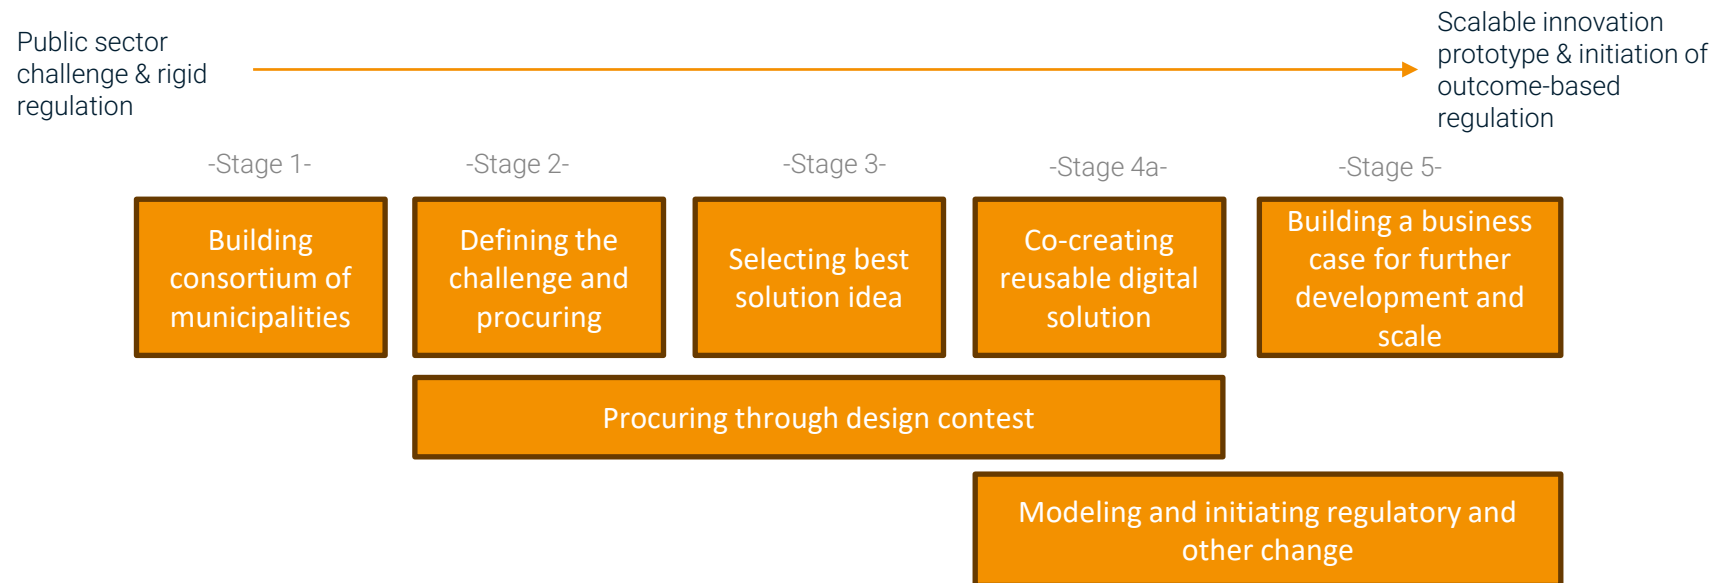 Public sector
challenge & rigid
regulation
Scalable innovation
prototype & initiation of
outcome-based
regulation
-Stage 1-
-Stage 2-
-Stage 3-
-Stage 4a-
-Stage 5-
Building
consortium of
municipalities
Defining the
challenge and
procuring
Selecting best
solution idea
Co-creating
reusable digital
solution
Building a business
case for further
development and
scale
Procuring through design contest
Modeling and initiating regulatory and
other change